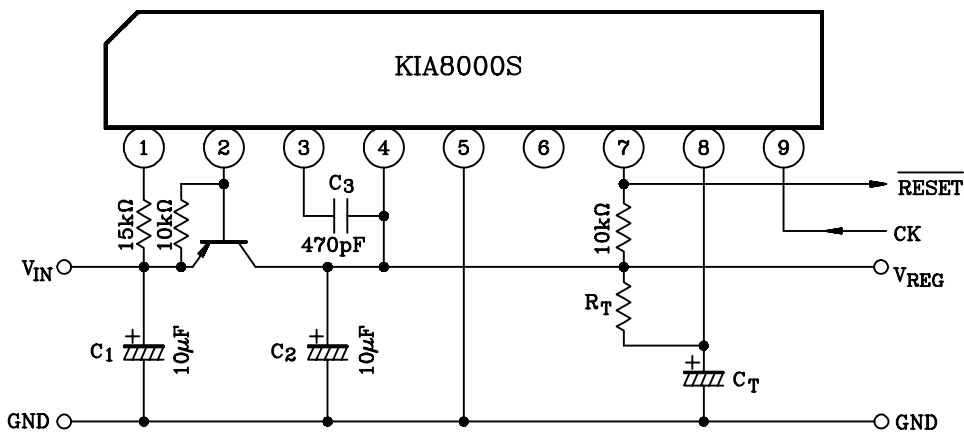 KIA8000S
1 2 3 4 5 6 7 8 9
C3
RESET
15kΩ 10kΩ 470pF 10kΩ CK
VIN VREG
RT
C1 + 10μF C2 + 10μF + CT
GND GND